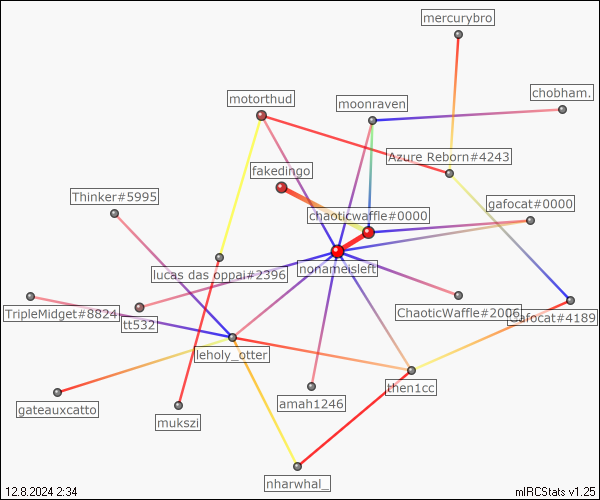 mercurybro
chobham.
motorthud
moonraven
Azure Reborn#4243
fakedingo
Thinker#5995
gafocat#0000
chaoticwaffle#0000
nonameisleft
lucas das oppai#2396
TripleMidget#8824
tt532
ChaoticWaffle#2006
Gafocat#4189
leholy_otter
then1cc
gateauxcatto
amah1246
mukszi
nharwhal_
12.8.2024 2:34
mIRCStats v1.25